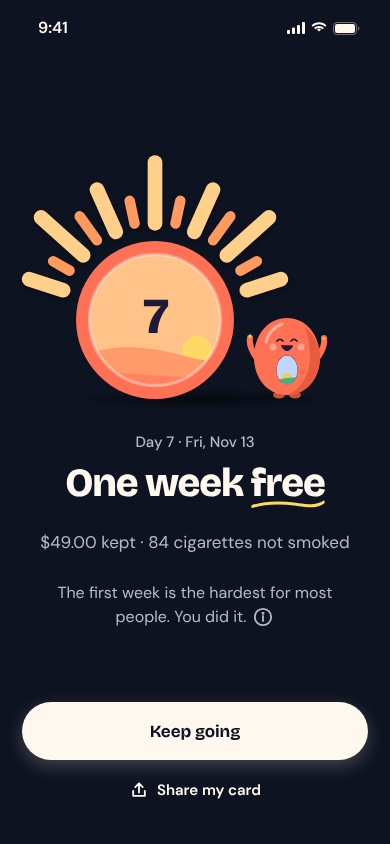 9:41
7
Day 7 · Fri, Nov 13
One week free
$49.00 kept · 84 cigarettes not smoked
The first week is the hardest for most
people. You did it.
Keep going
Share my card